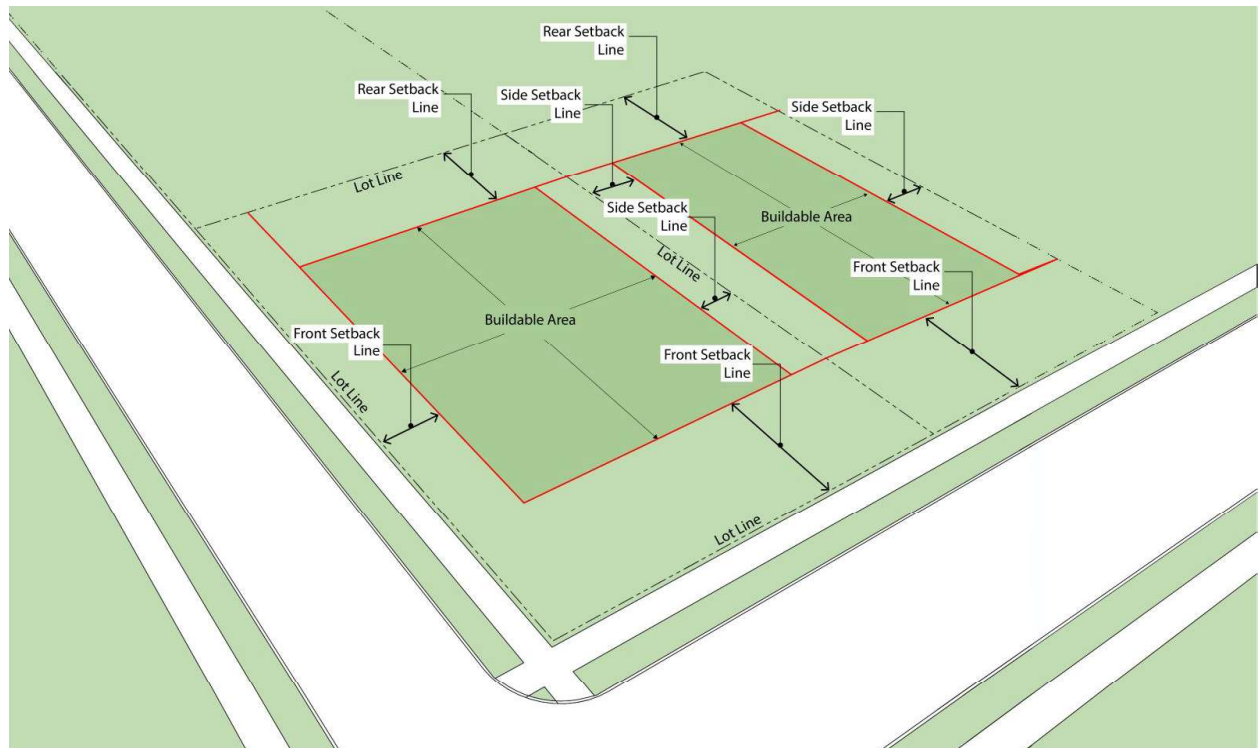 Rear Setback
Line
Rear Setback
Line
Side Setback
Line
Side Setback
Line
Lot Line
Side Setback
Line
Buildable Area
Lot Line
Front Setback
Line
Buildable Area
Front Setback
Line
Front Setback
Line
Lot Line
Lot Line